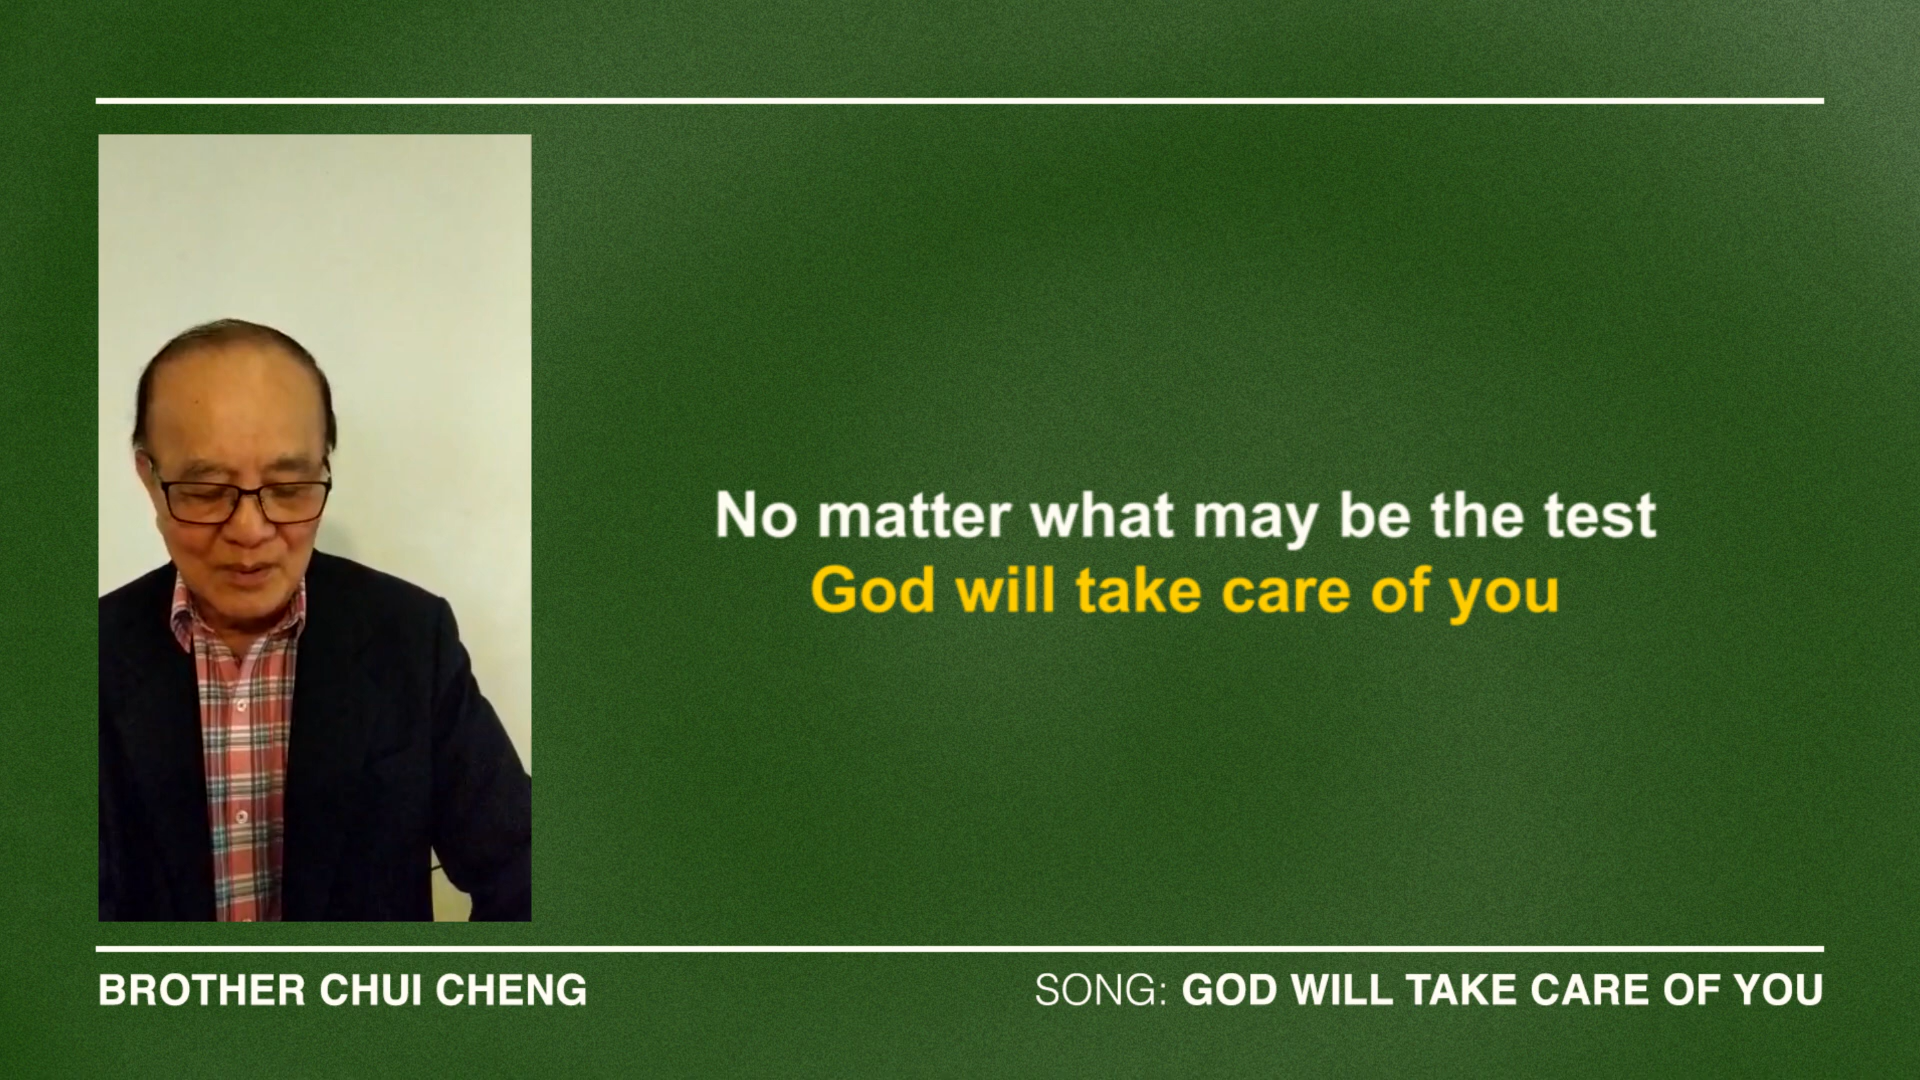 No matter what may be the test
God will take care of you
BROTHER CHUI CHENG
SONG: GOD WILL TAKE CARE OF YOU